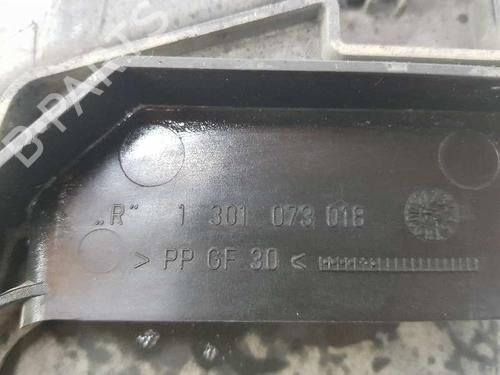 B-PARTS
„R" 1 301 073 018
> PP GF 30 <